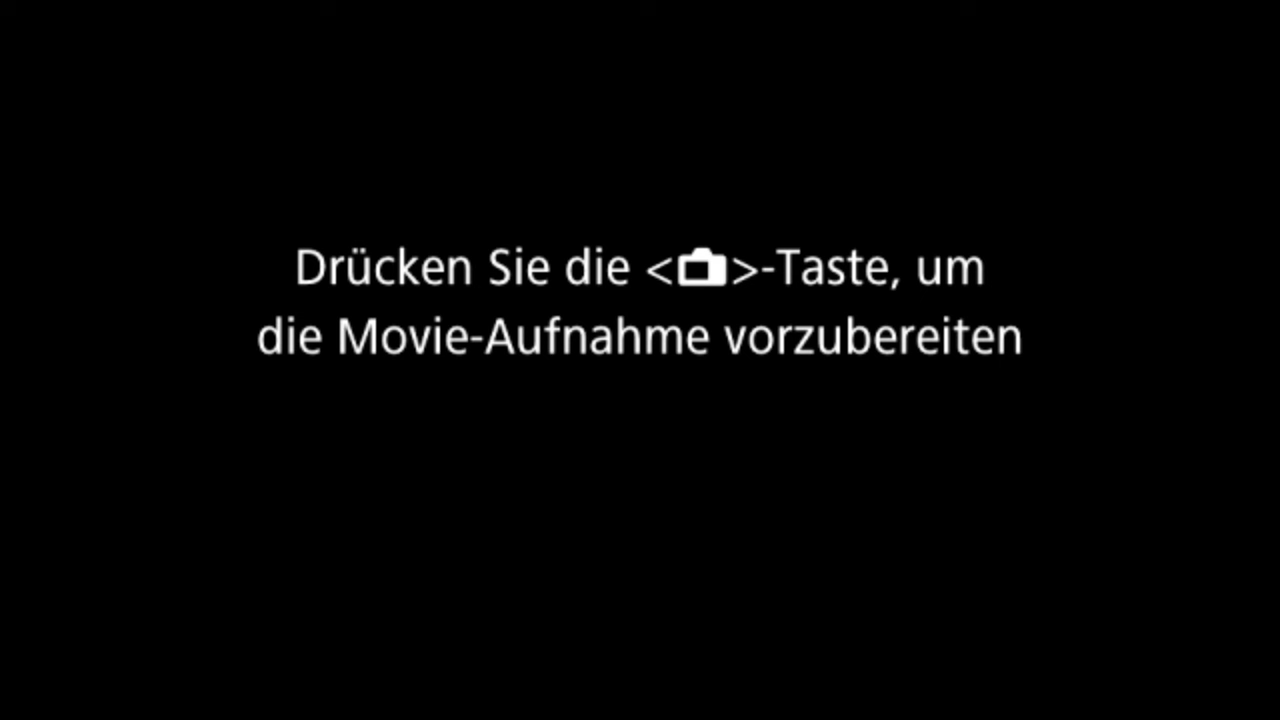 Drücken Sie die <📷>-Taste, um
die Movie-Aufnahme vorzubereiten